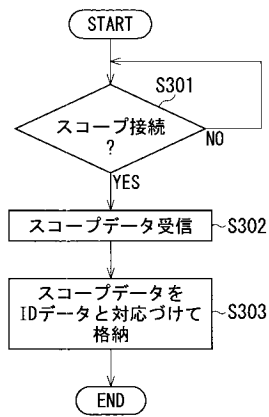 START
S301
スコープ接続
?
NO
YES
スコープデータ受信
S302
スコープデータを
IDデータと対応づけて
格納
S303
END